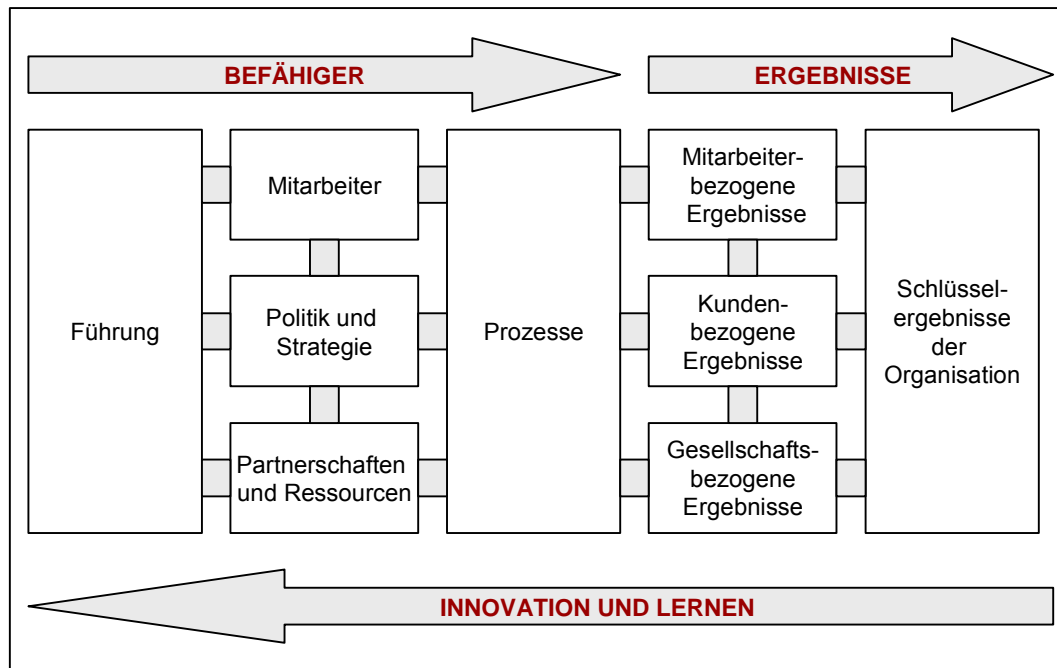 BEFÄHIGER
ERGEBNISSE
Führung
Mitarbeiter
Politik und
Strategie
Partnerschaften
und Ressourcen
Prozesse
Mitarbeiter-
bezogene
Ergebnisse
Kunden-
bezogene
Ergebnisse
Gesellschafts-
bezogene
Ergebnisse
Schlüssel-
ergebnisse
der
Organisation
INNOVATION UND LERNEN